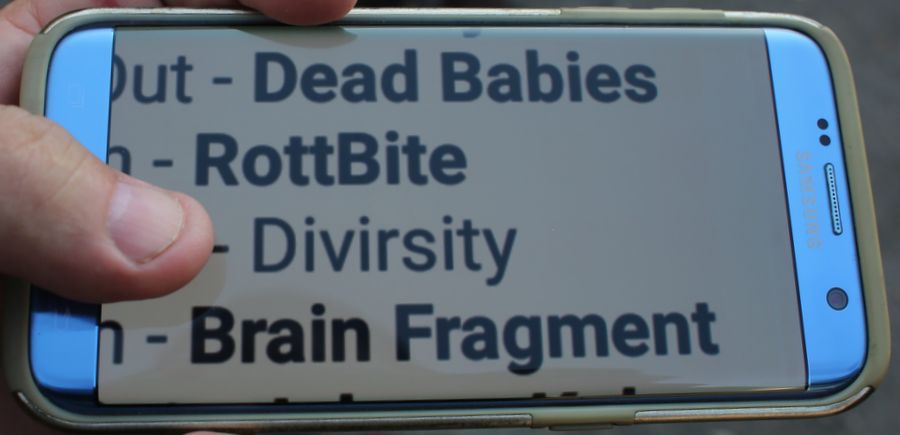 Out - Dead Babies
n - RottBite
- Divirsity
n - Brain Fragment
SAMSUNG